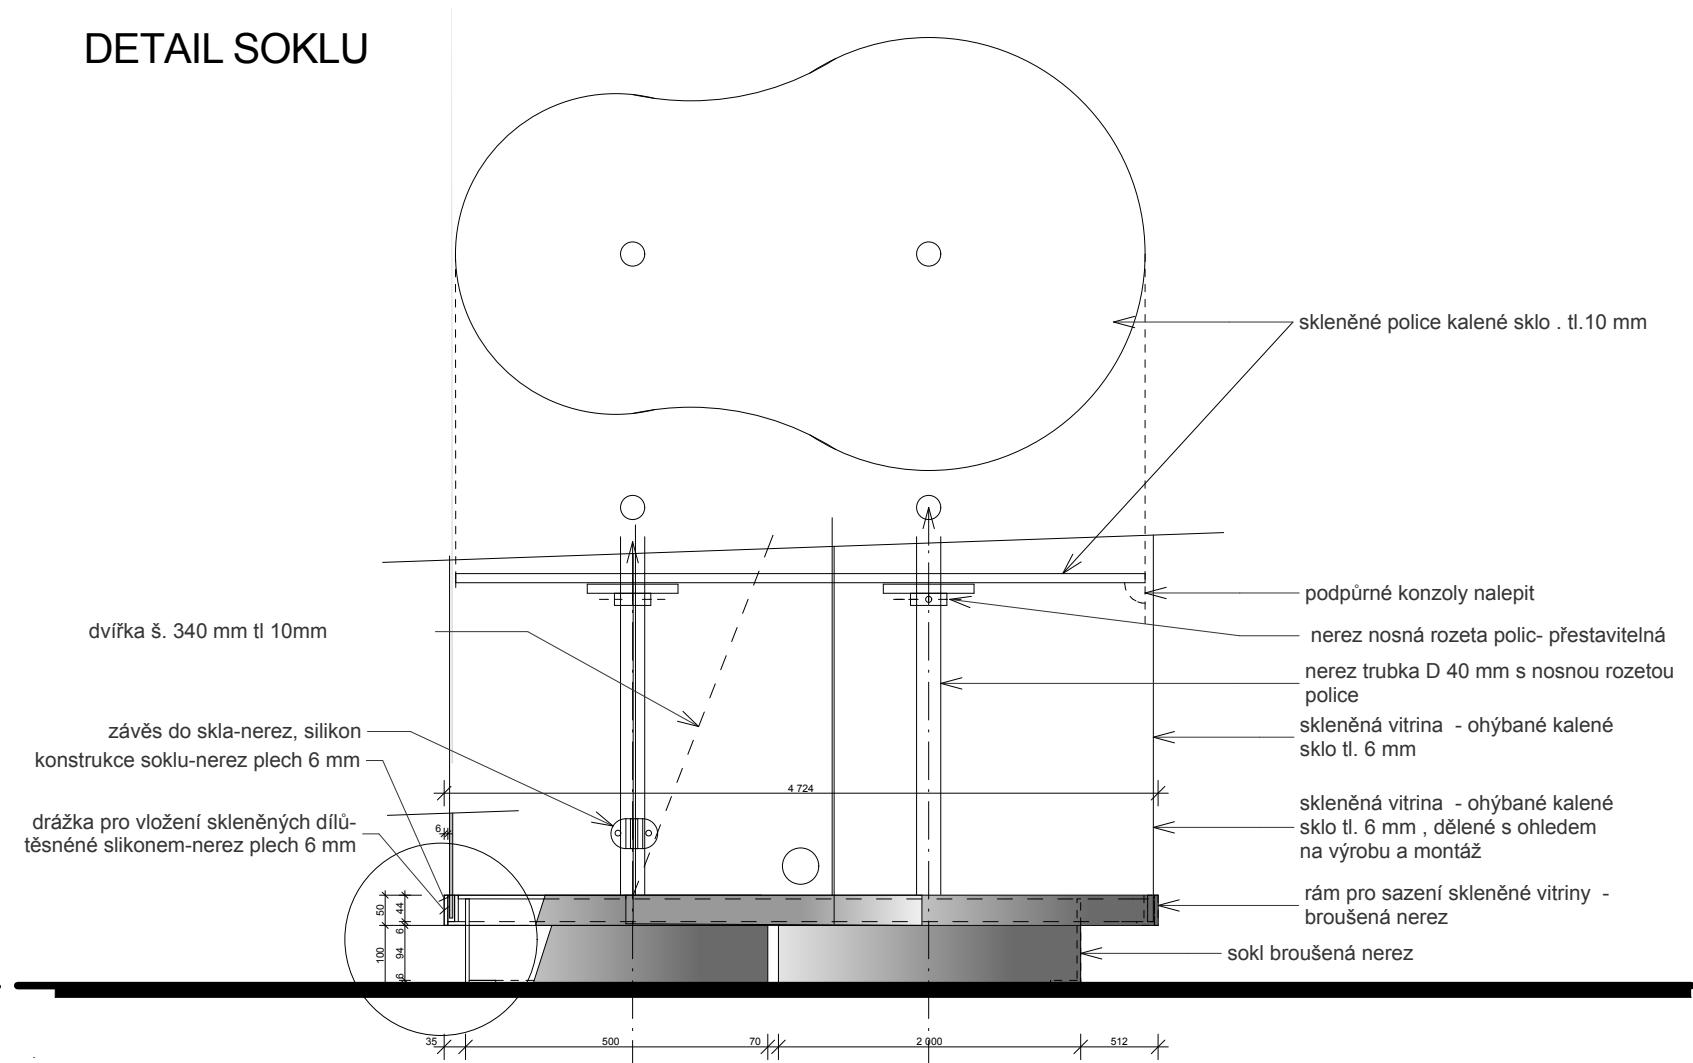 DETAIL SOKLU
skleněné police kalené sklo . tl.10 mm
podpůrné konzoly nalepit
dvířka š. 340 mm tl 10mm
nerez nosná rozeta polic- přestavitelná
nerez trubka D 40 mm s nosnou rozetou
police
závěs do skla-nerez, silikon
skleněná vitrina - ohýbané kalené
sklo tl. 6 mm
konstrukce soklu-nerez plech 6 mm
4 724
skleněná vitrina - ohýbané kalené
sklo tl. 6 mm , dělené s ohledem
na výrobu a montáž
drážka pro vložení skleněných dílů-
těsněné slikonem-nerez plech 6 mm
6
rám pro sazení skleněné vitriny -
broušená nerez
50
44
6
100
94
6
sokl broušená nerez
35
500
70
2 000
512